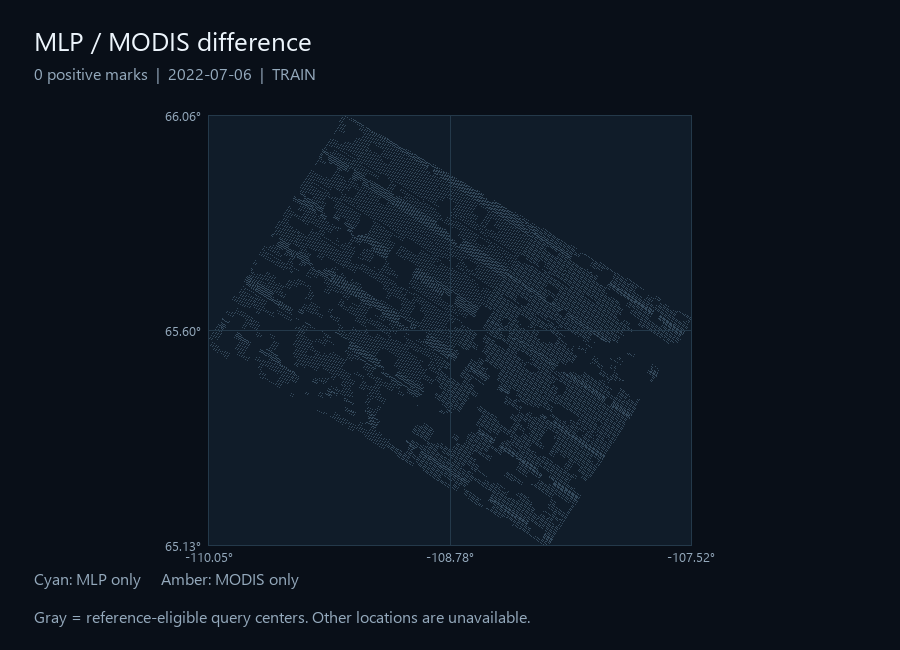 MLP / MODIS difference
0 positive marks | 2022-07-06 | TRAIN
66.06°
65.60°
65.13°
-110.05° -108.78° -107.52°
Cyan: MLP only Amber: MODIS only
Gray = reference-eligible query centers. Other locations are unavailable.